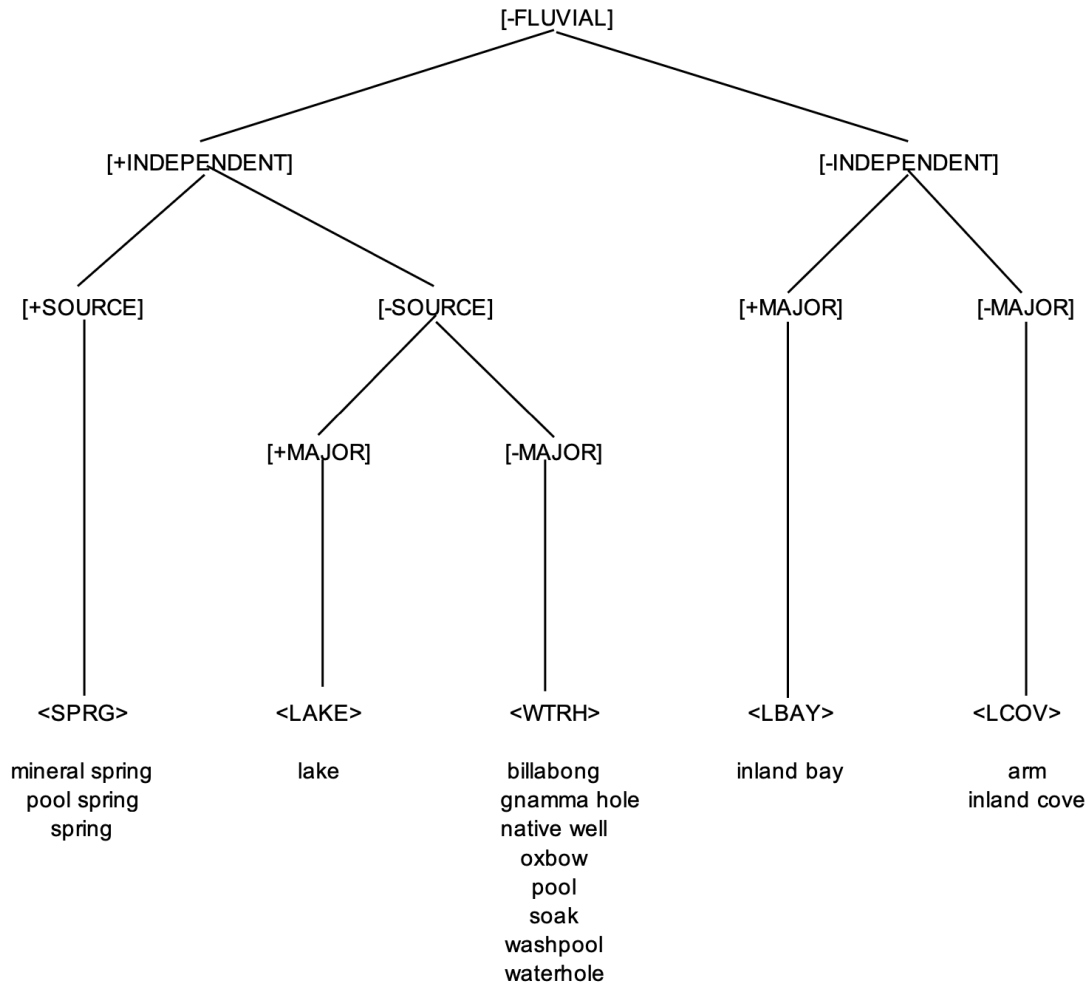 [-FLUVIAL]
[+INDEPENDENT] [-INDEPENDENT]
[+SOURCE] [-SOURCE] [+MAJOR] [-MAJOR]
[+MAJOR] [-MAJOR]
<SPRG> <LAKE> <WTRH> <LBAY> <LCOV>
mineral spring lake billabong inland bay arm
pool spring gnamma hole inland cove
spring native well
oxbow
pool
soak
washpool
waterhole